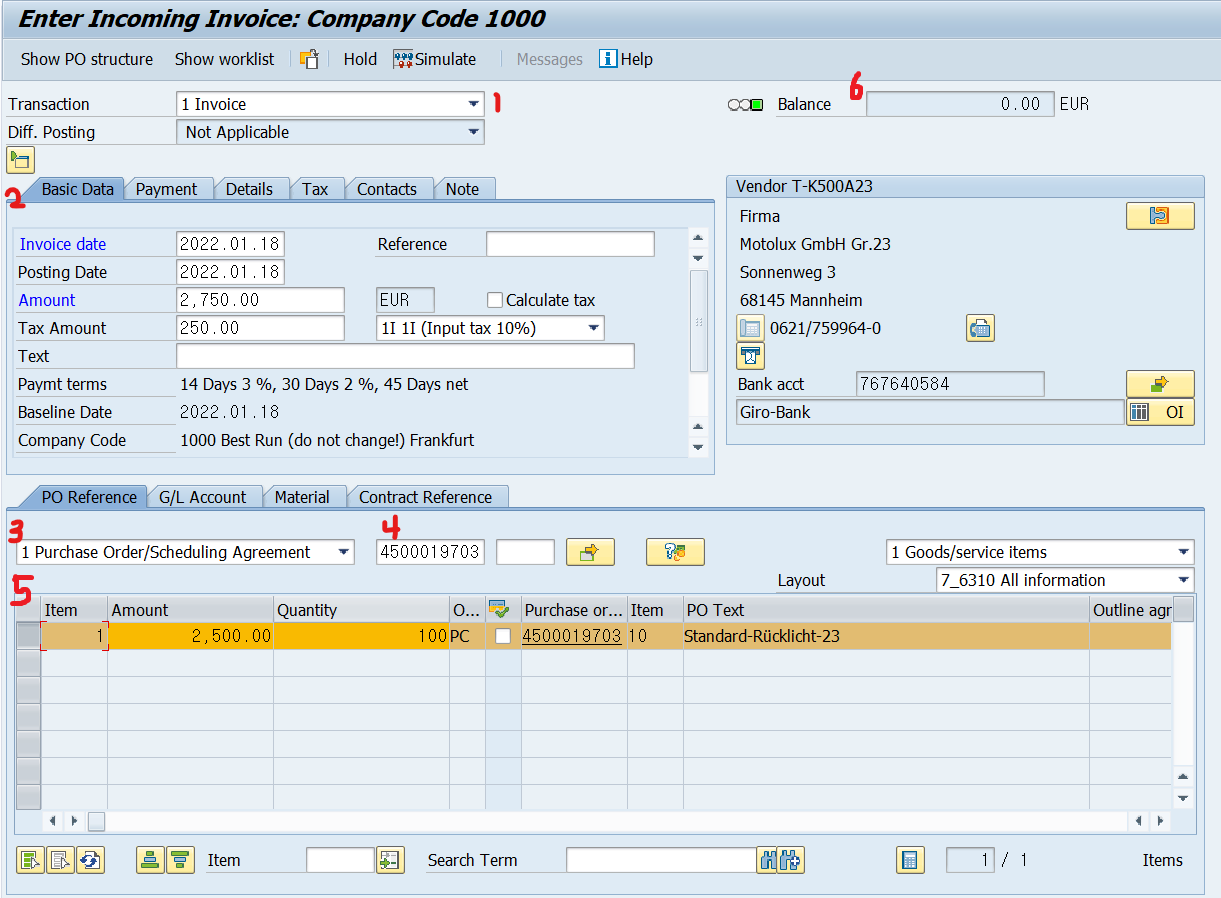 Enter Incoming Invoice: Company Code 1000
Show PO structure Show worklist Hold Simulate Messages Help
Transaction 1 Invoice 1 Balance 6 0.00 EUR
Diff. Posting Not Applicable
2 Basic Data Payment Details Tax Contacts Note
Invoice date 2022.01.18 Reference
Posting Date 2022.01.18
Amount 2,750.00 EUR Calculate tax
Tax Amount 250.00 1I 1I (Input tax 10%)
Text
Paymt terms 14 Days 3 %, 30 Days 2 %, 45 Days net
Baseline Date 2022.01.18
Company Code 1000 Best Run (do not change!) Frankfurt
Vendor T-K500A23
Firma
Motolux GmbH Gr.23
Sonnenweg 3
68145 Mannheim
0621/759964-0
Bank acct 767640584
Giro-Bank OI
PO Reference G/L Account Material Contract Reference
3 4
1 Purchase Order/Scheduling Agreement 4500019703 1 Goods/service items
Layout 7_6310 All information
5
Item Amount Quantity O... Purchase or... Item PO Text Outline agr
1 2,500.00 100 PC 4500019703 10 Standard-Rücklicht-23
Item Search Term 1 / 1 Items